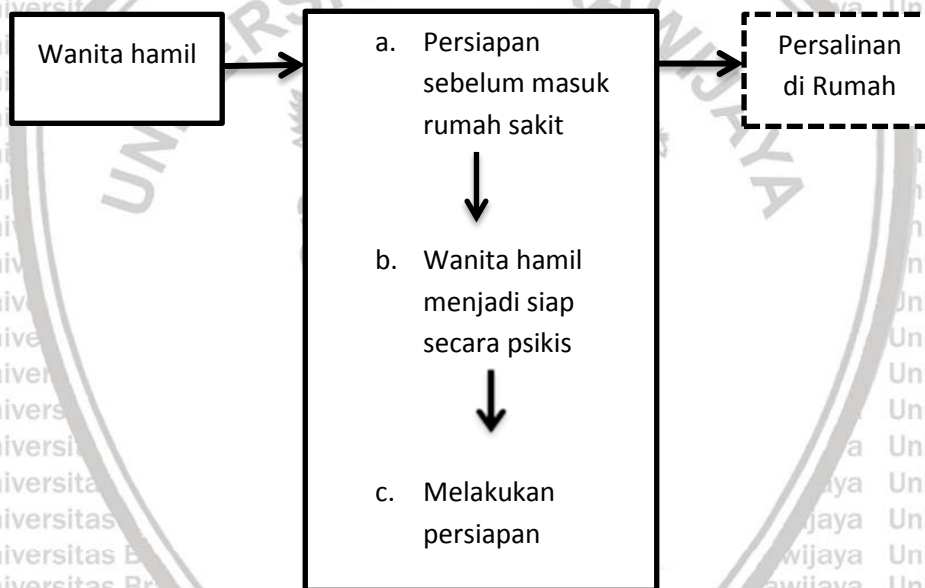 Wanita hamil
a. Persiapan
sebelum masuk
rumah sakit
b. Wanita hamil
menjadi siap
secara psikis
c. Melakukan
persiapan
Persalinan
di Rumah